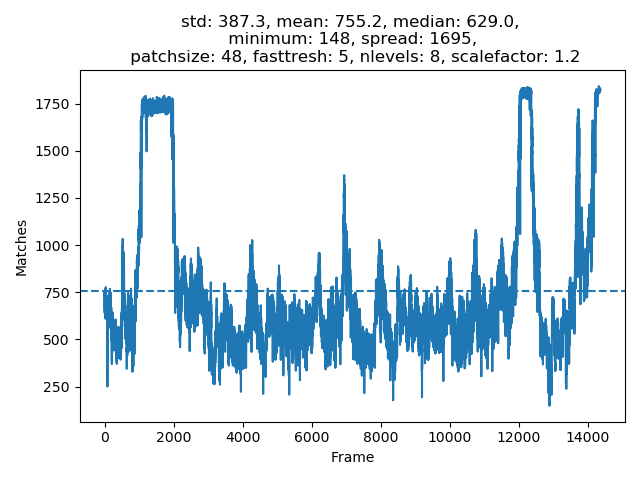 std: 387.3, mean: 755.2, median: 629.0,
minimum: 148, spread: 1695,
patchsize: 48, fasttresh: 5, nlevels: 8, scalefactor: 1.2
1750
1500
1250
1000
750
500
250
Matches
0 2000 4000 6000 8000 10000 12000 14000
Frame